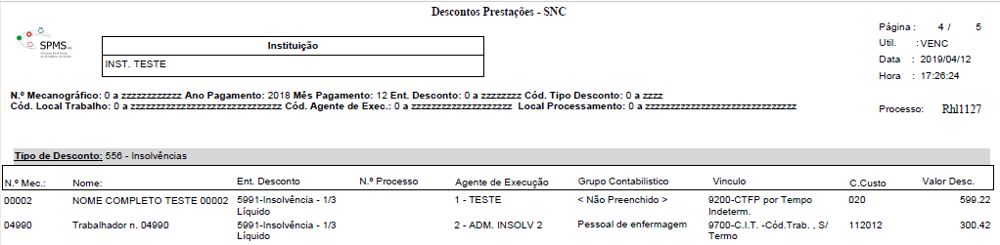 Descontos Prestações - SNC
SPMS
Instituição
INST. TESTE
Página : 4 / 5
Util. : VENC
Data : 2019/04/12
Hora : 17:26:24
N.º Mecanográfico: 0 a zzzzzzzzzzzz Ano Pagamento: 2018 Mês Pagamento: 12 Ent. Desconto: 0 a zzzzzzzz Cód. Tipo Desconto: 0 a zzzz
Cód. Local Trabalho: 0 a zzzzzzzzzzzzzzzzzzzzzzzzzzzzzz Cód. Agente de Exec.: 0 a zzzzzzzzzzzzzzzzzzzz Local Processamento: 0 a zzzzzzzzzzzzzzzzzzzzzzzzzzzzzz
Processo: Rhl1127
Tipo de Desconto: 556 - Insolvências
N.º Mec.: Nome: Ent. Desconto N.º Processo Agente de Execução Grupo Contabilistico Vinculo C.Custo Valor Desc.
00002 NOME COMPLETO TESTE 00002 5991-Insolvência - 1/3 1 - TESTE < Não Preenchido > 9200-CTFP por Tempo 020 599.22
Líquido Indeterm.
04990 Trabalhador n. 04990 5991-Insolvência - 1/3 2 - ADM. INSOLV 2 Pessoal de enfermagem 9700-C.I.T. -Cód.Trab. , S/ 112012 300.42
Líquido Termo